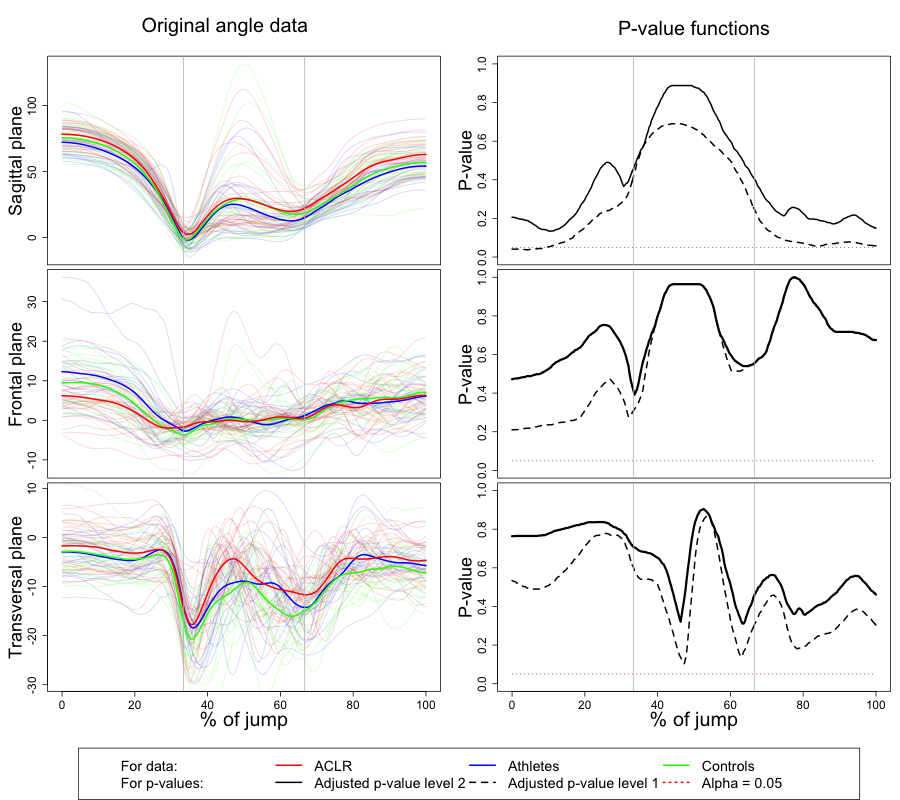 Original angle data
P-value functions
Sagittal plane
0 50 100
P-value
0.0 0.2 0.4 0.6 0.8 1.0
Frontal plane
-10 0 10 20 30
P-value
0.0 0.2 0.4 0.6 0.8 1.0
Transversal plane
-30 -20 -10 0 10
P-value
0.0 0.2 0.4 0.6 0.8 1.0
0 20 40 60 80 100
% of jump
0 20 40 60 80 100
% of jump
For data: ACLR Athletes Controls
For p-values: Adjusted p-value level 2 Adjusted p-value level 1 Alpha = 0.05